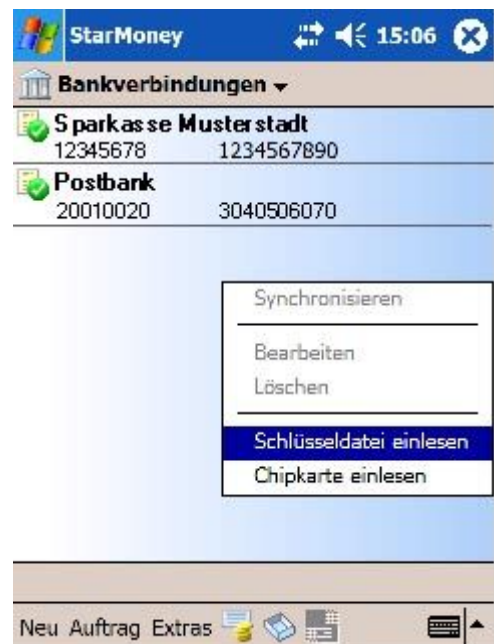 StarMoney 15:06
Bankverbindungen
Sparkasse Musterstadt
12345678 1234567890
Postbank
20010020 3040506070
Synchronisieren
Bearbeiten
Löschen
Schlüsseldatei einlesen
Chipkarte einlesen
Neu Auftrag Extras